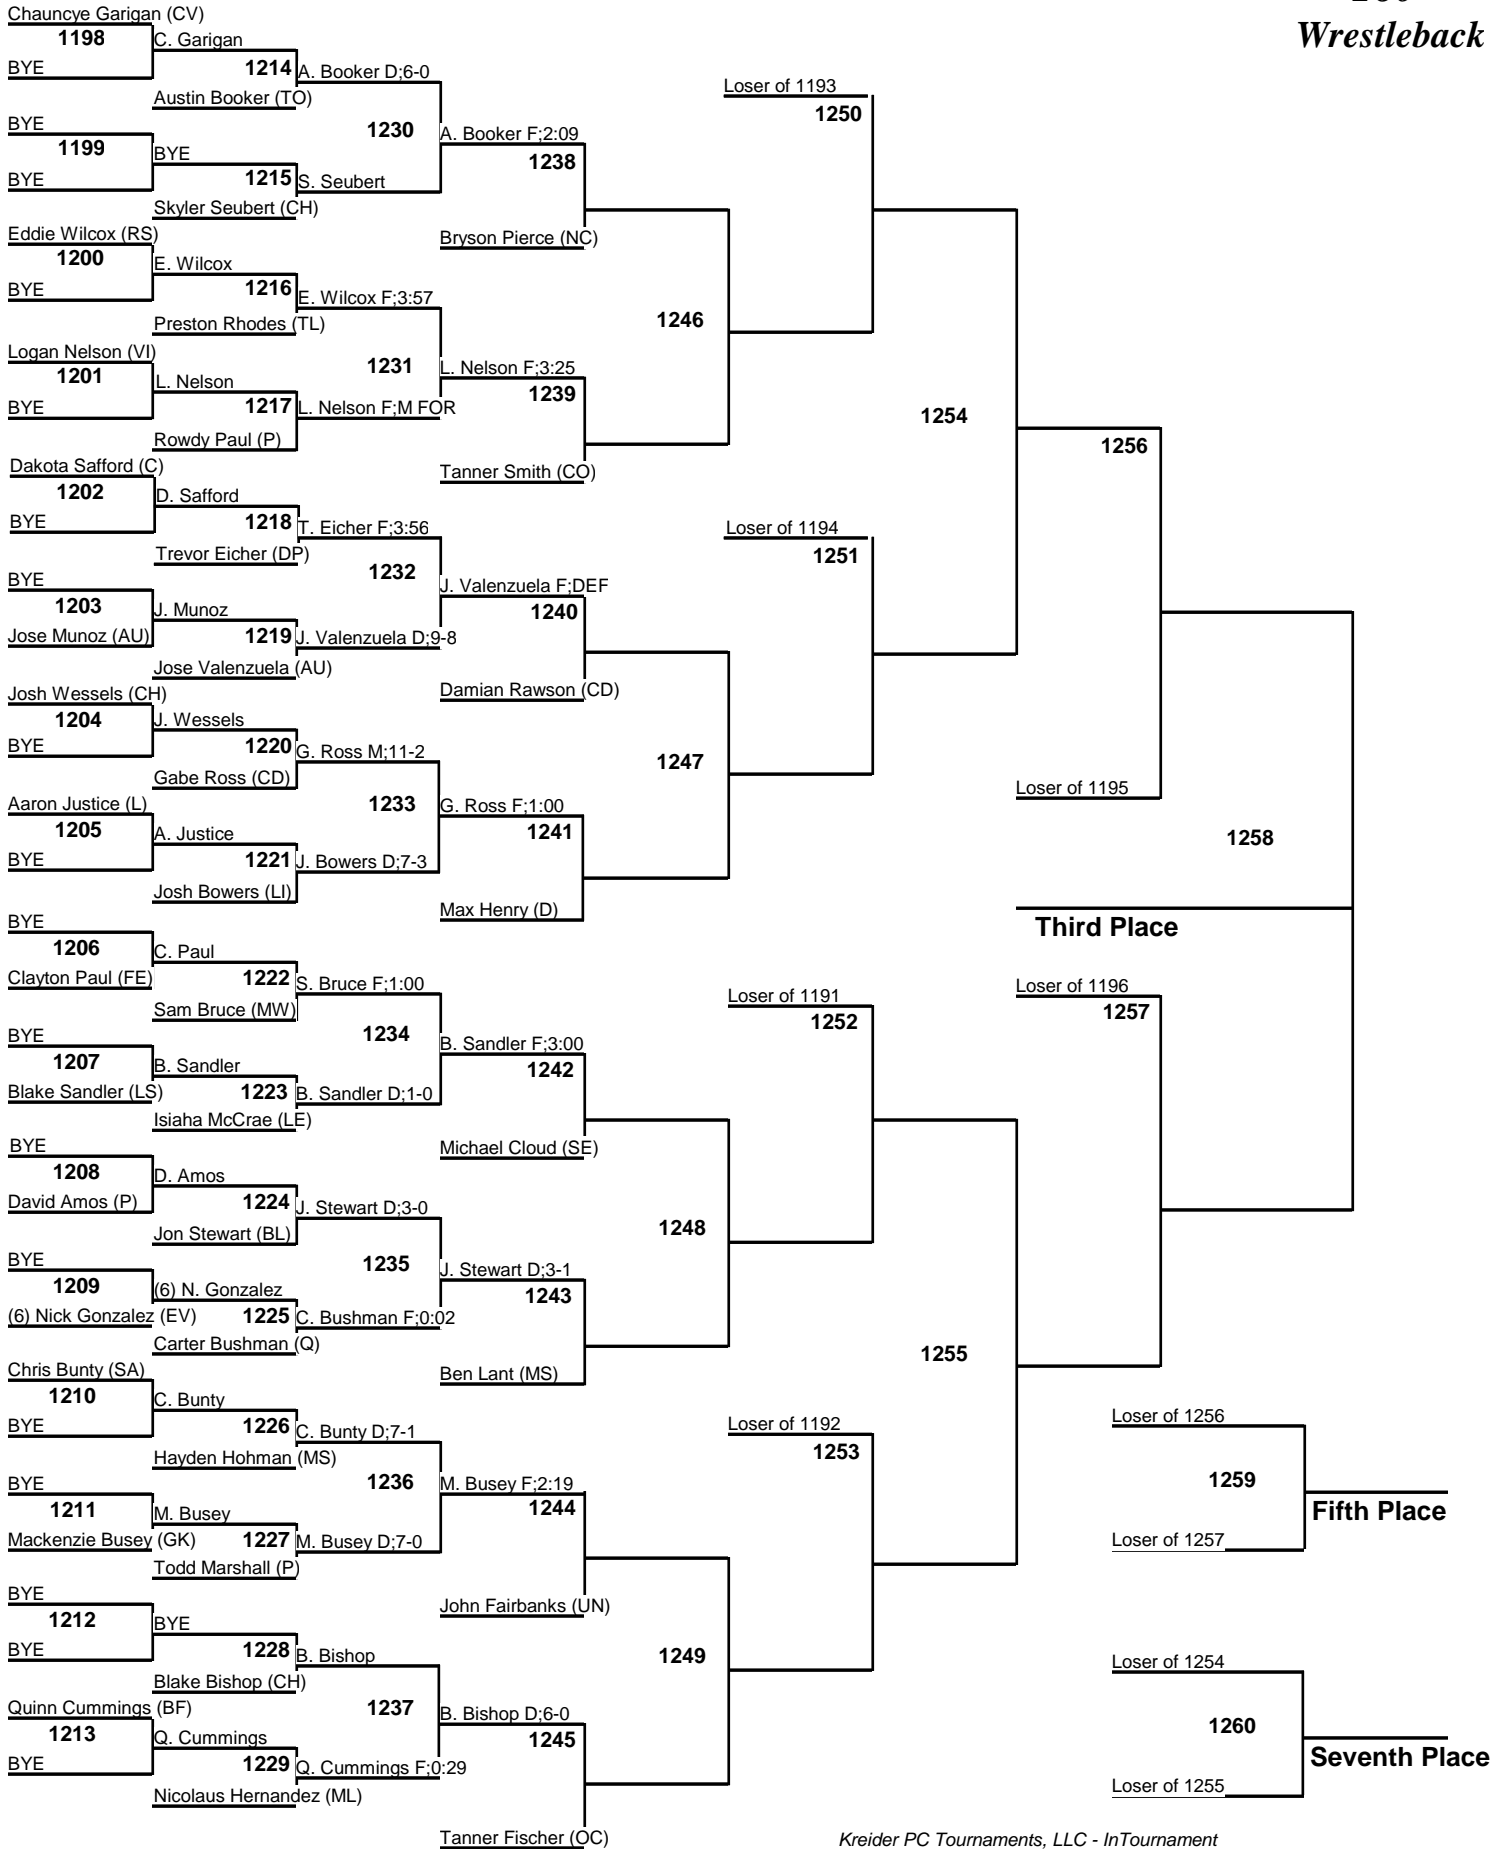 Wrestleback
Chauncye Garigan (CV)
1198
BYE
C. Garigan
1214
Austin Booker (TO)
A. Booker D;6-0
BYE
1199
BYE
BYE
1215
Skyler Seubert (CH)
S. Seubert
1230
A. Booker F;2:09
1238
Bryson Pierce (NC)
Eddie Wilcox (RS)
1200
BYE
E. Wilcox
1216
Preston Rhodes (TL)
E. Wilcox F;3:57
Logan Nelson (VI)
1201
BYE
L. Nelson
1217
Rowdy Paul (P)
L. Nelson F;M FOR
1231
L. Nelson F;3:25
1239
Tanner Smith (CO)
1246
Loser of 1193
1250
Dakota Safford (C)
1202
BYE
D. Safford
1218
Trevor Eicher (DP)
T. Eicher F;3:56
BYE
1203
Jose Munoz (AU)
J. Munoz
1219
Jose Valenzuela (AU)
J. Valenzuela D;9-8
1232
J. Valenzuela F;DEF
1240
Damian Rawson (CD)
Josh Wessels (CH)
1204
BYE
J. Wessels
1220
Gabe Ross (CD)
G. Ross M;11-2
Aaron Justice (L)
1205
BYE
A. Justice
1221
Josh Bowers (LI)
J. Bowers D;7-3
1233
G. Ross F;1:00
1241
Max Henry (D)
1247
Loser of 1194
1251
1254
1256
Loser of 1195
1258
Third Place
BYE
1206
Clayton Paul (FE)
C. Paul
1222
Sam Bruce (MW)
S. Bruce F;1:00
BYE
1207
Blake Sandler (LS)
B. Sandler
1223
Isiaha McCrae (LE)
B. Sandler D;1-0
1234
B. Sandler F;3:00
1242
Michael Cloud (SE)
BYE
1208
David Amos (P)
D. Amos
1224
Jon Stewart (BL)
J. Stewart D;3-0
BYE
1209
(6) Nick Gonzalez (EV)
(6) N. Gonzalez
1225
Carter Bushman (Q)
C. Bushman F;0:02
1235
J. Stewart D;3-1
1243
Ben Lant (MS)
1248
Loser of 1191
1252
Loser of 1196
1257
Chris Bunty (SA)
1210
BYE
C. Bunty
1226
Hayden Hohman (MS)
C. Bunty D;7-1
BYE
1211
Mackenzie Busey (GK)
M. Busey
1227
Todd Marshall (P)
M. Busey D;7-0
1236
M. Busey F;2:19
1244
John Fairbanks (UN)
BYE
1212
BYE
BYE
1228
Blake Bishop (CH)
B. Bishop
Quinn Cummings (BF)
1213
BYE
Q. Cummings
1229
Nicolaus Hernandez (ML)
Q. Cummings F;0:29
1237
B. Bishop D;6-0
1245
Tanner Fischer (OC)
1249
Loser of 1192
1253
1255
Loser of 1256
1259
Loser of 1257
Fifth Place
Loser of 1254
1260
Loser of 1255
Seventh Place
Kreider PC Tournaments, LLC - InTournament